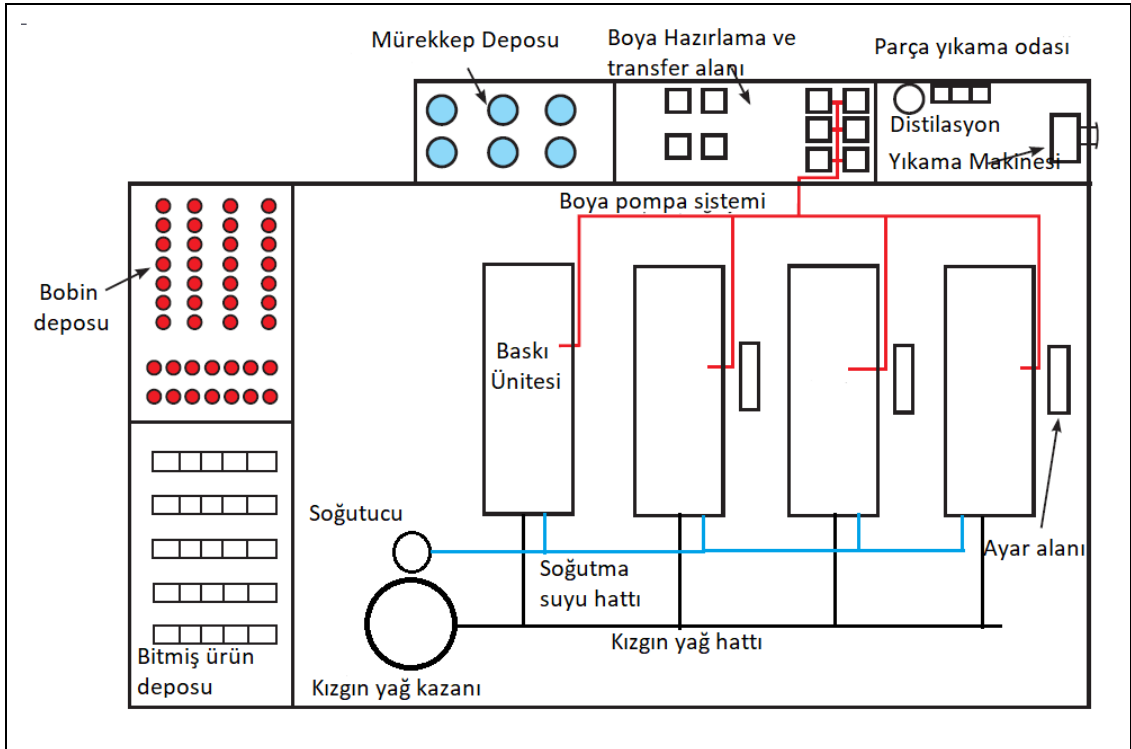 Mürekkep Deposu
Boya Hazırlama ve
transfer alanı
Parça yıkama odası
Distilasyon
Yıkama Makinesi
Boya pompa sistemi
Bobin
deposu
Baskı
Ünitesi
Soğutucu
Soğutma
suyu hattı
Ayar alanı
Kızgın yağ hattı
Bitmiş ürün
deposu
Kızgın yağ kazanı